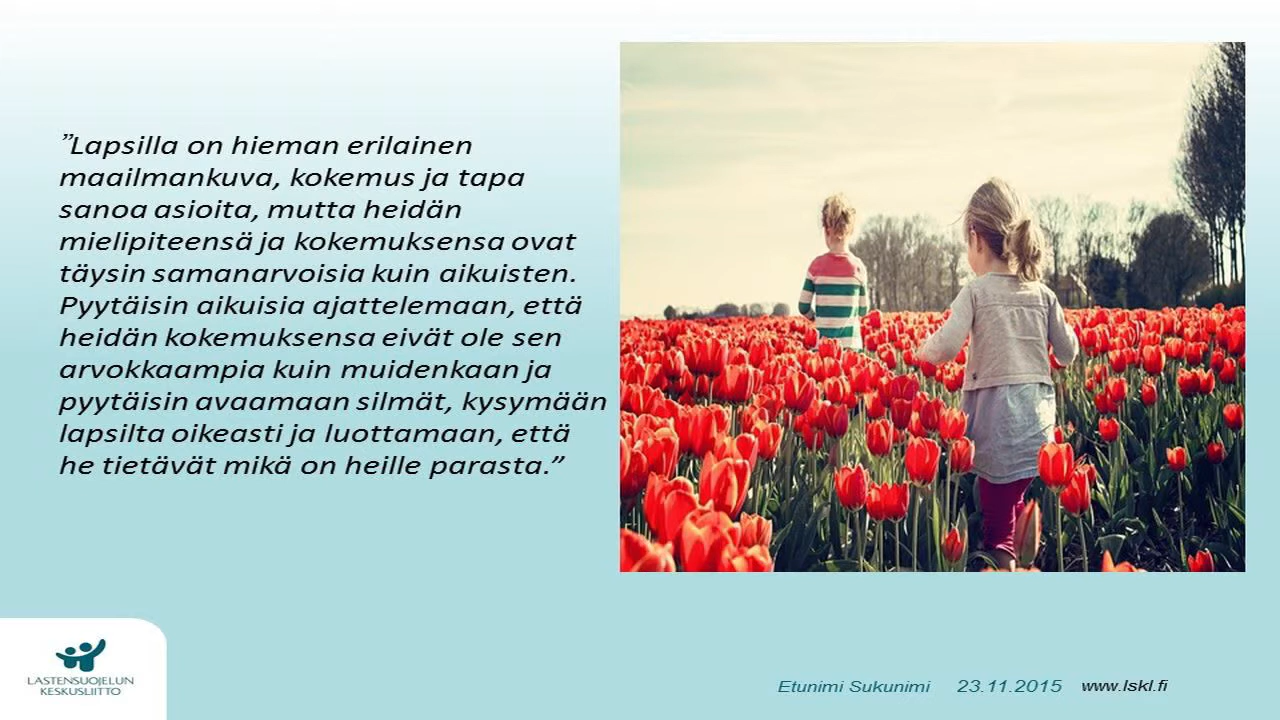 ”Lapsilla on hieman erilainen
maailmankuva, kokemus ja tapa
sanoa asioita, mutta heidän
mielipiteensä ja kokemuksensa ovat
täysin samanarvoisia kuin aikuisten.
Pyytäisin aikuisia ajattelemaan, että
heidän kokemuksensa eivät ole sen
arvokkaampia kuin muidenkaan ja
pyytäisin avaamaan silmät, kysymään
lapsilta oikeasti ja luottamaan, että
he tietävät mikä on heille parasta.”
LASTENSUOJELUN
KESKUSLIITTO
Etunimi Sukunimi 23.11.2015 www.lskl.fi